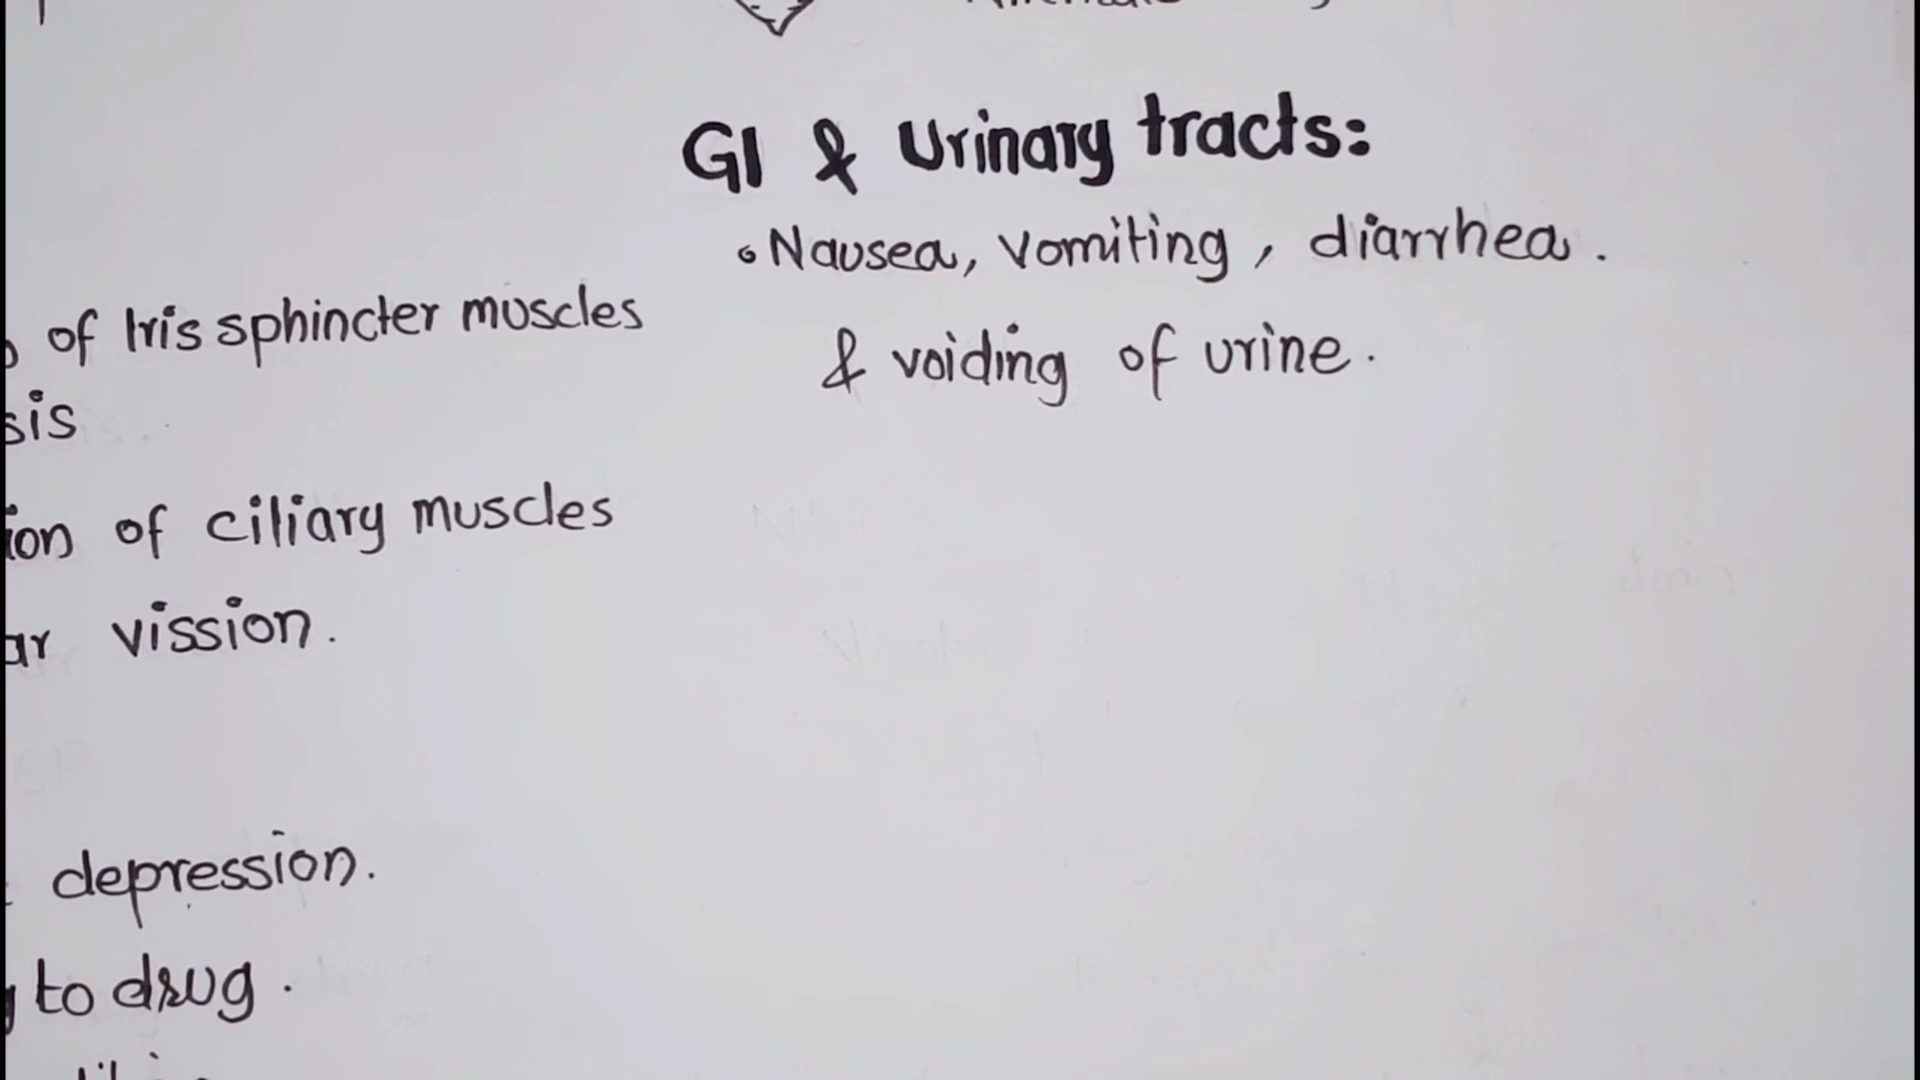 GI & Urinary tracts:
• Nausea, vomiting, diarrhea.
& voiding of urine.
of Iris sphincter muscles
sis
ion of ciliary muscles
ar vission.
depression.
to drug.